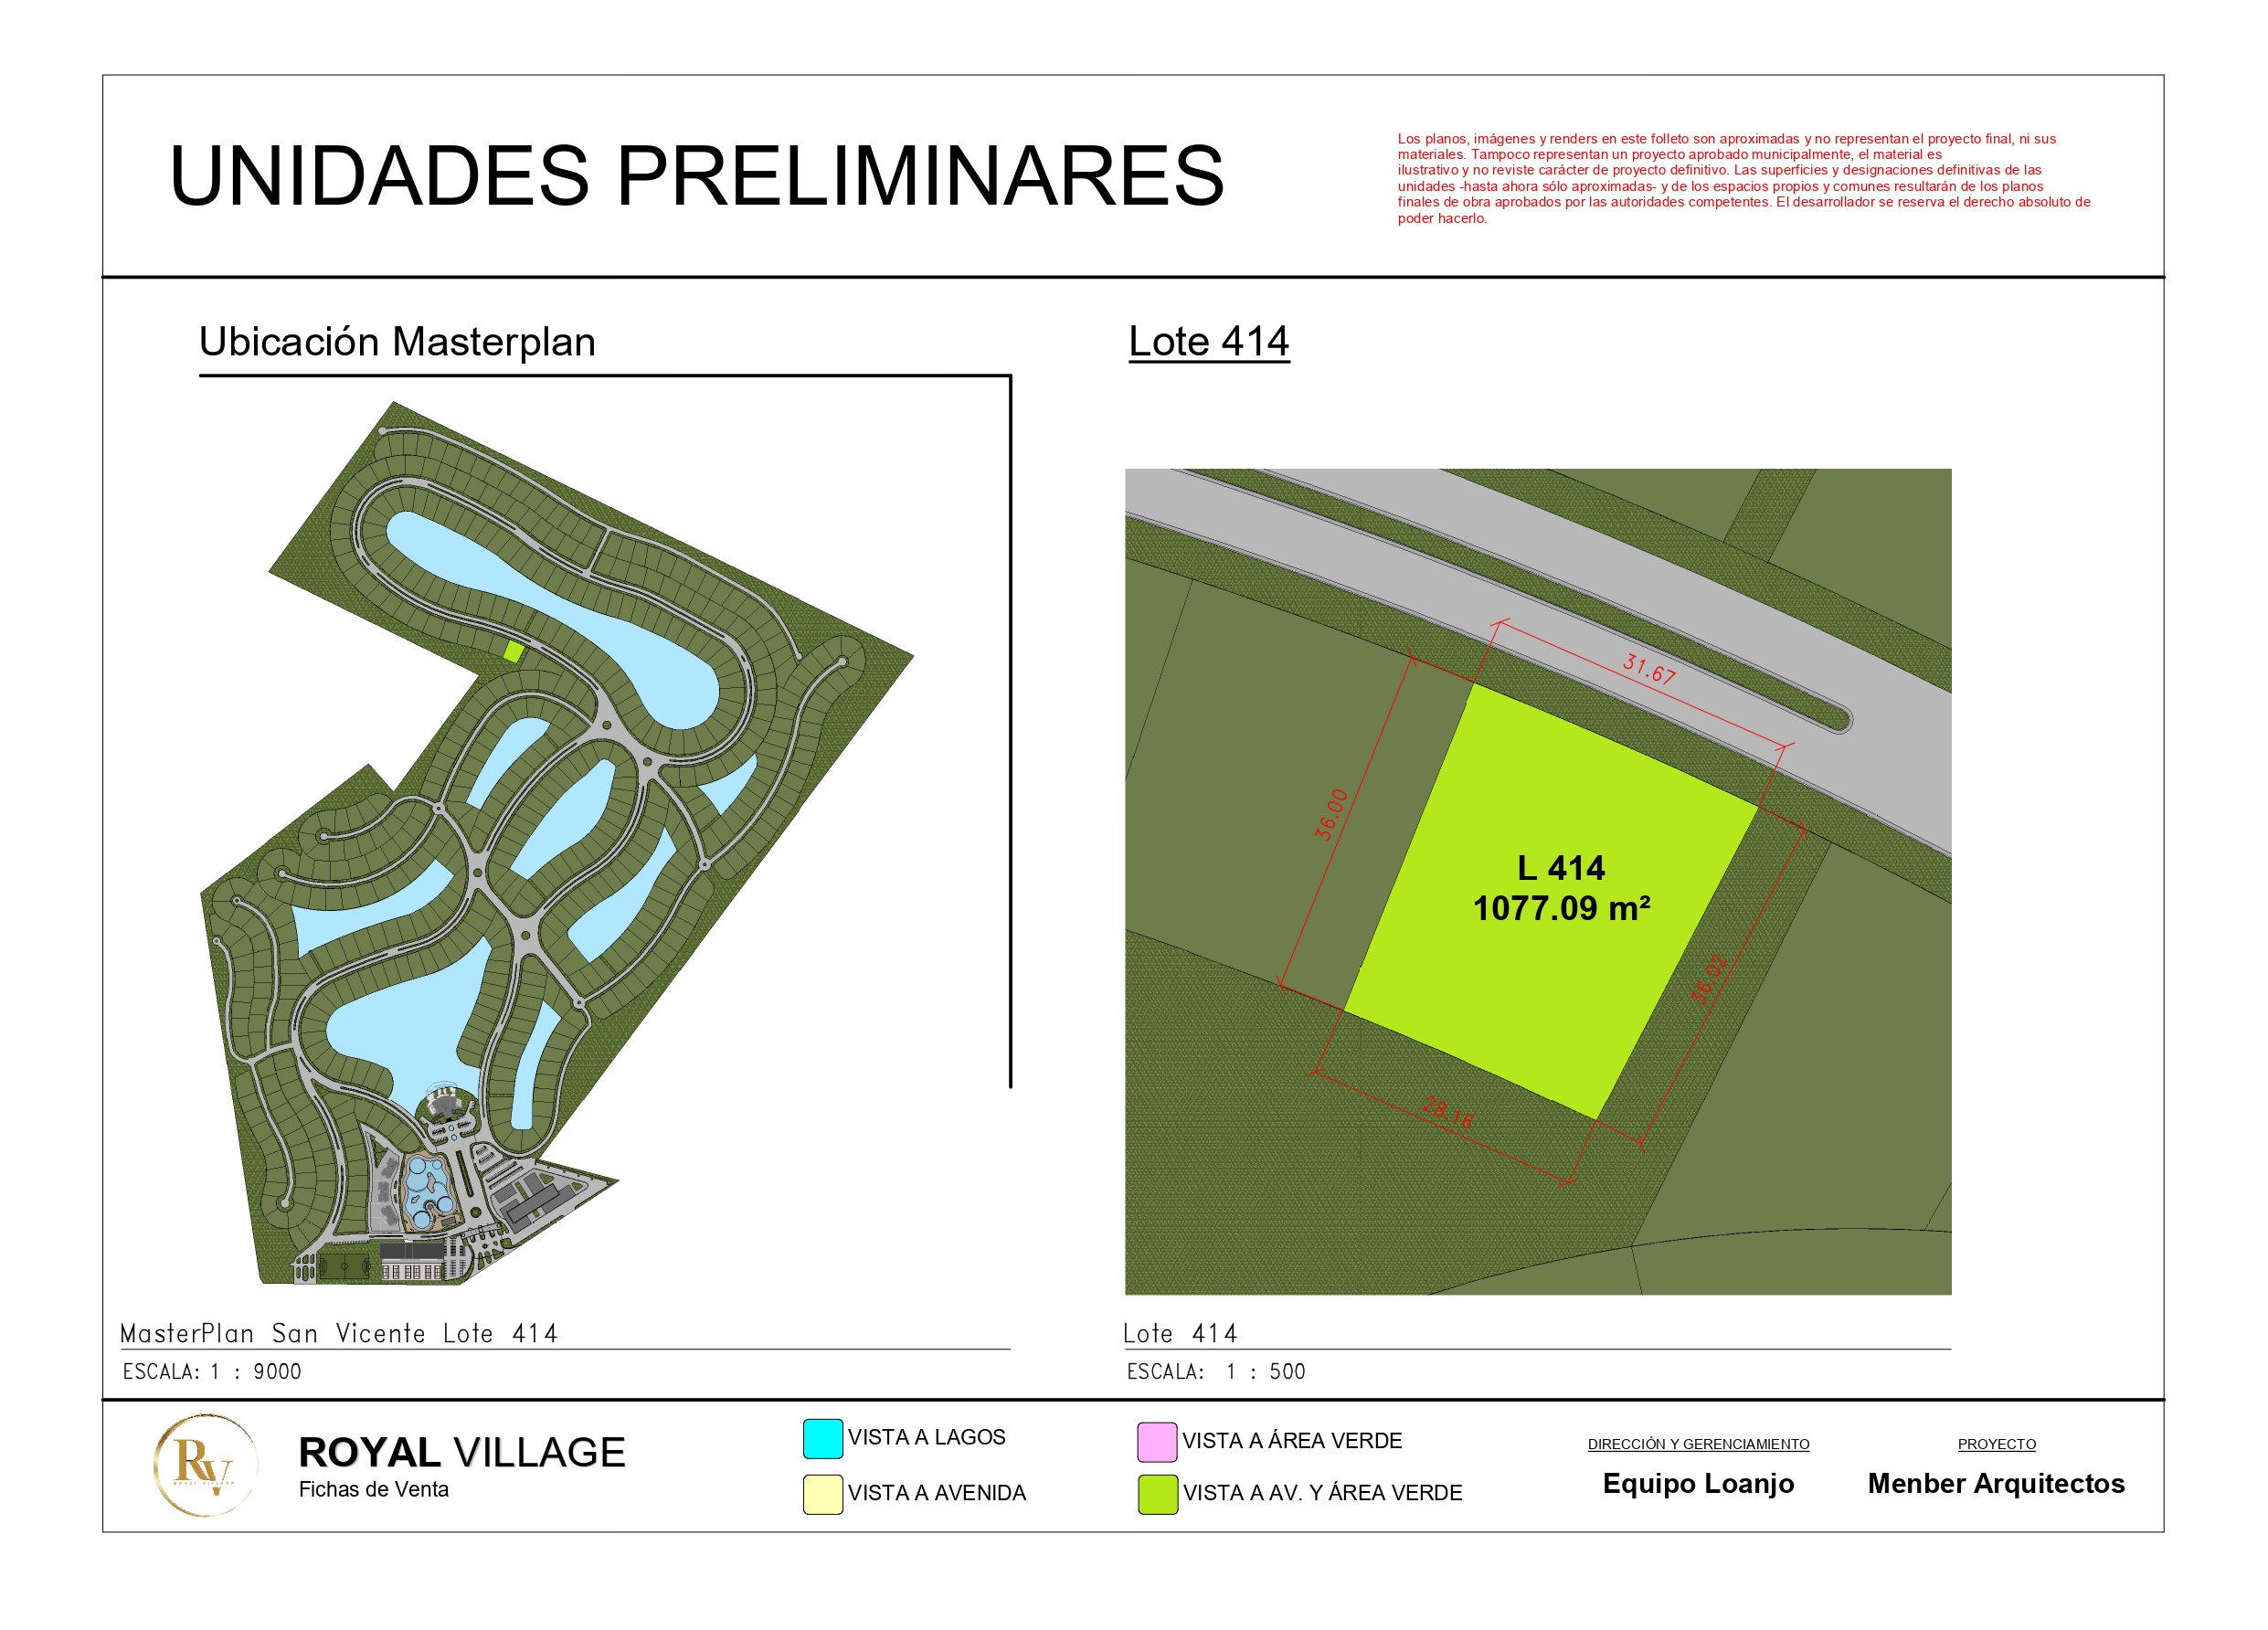 UNIDADES PRELIMINARES
Los planos, imágenes y renders en este folleto son aproximadas y no representan el proyecto final, ni sus
materiales. Tampoco representan un proyecto aprobado municipalmente, el material es
ilustrativo y no reviste carácter de proyecto definitivo. Las superficies y designaciones definitivas de las
unidades -hasta ahora sólo aproximadas- y de los espacios propios y comunes resultarán de los planos
finales de obra aprobados por las autoridades competentes. El desarrollador se reserva el derecho absoluto de
poder hacerlo.
Ubicación Masterplan
Lote 414
31.67
36.00
L 414
1077.09 m²
36.02
28.16
MasterPlan San Vicente Lote 414
ESCALA: 1 : 9000
Lote 414
ESCALA: 1 : 500
RV
ROYAL VILLAGE
ROYAL VILLAGE
Fichas de Venta
VISTA A LAGOS
VISTA A AVENIDA
VISTA A ÁREA VERDE
VISTA A AV. Y ÁREA VERDE
DIRECCIÓN Y GERENCIAMIENTO
Equipo Loanjo
PROYECTO
Menber Arquitectos